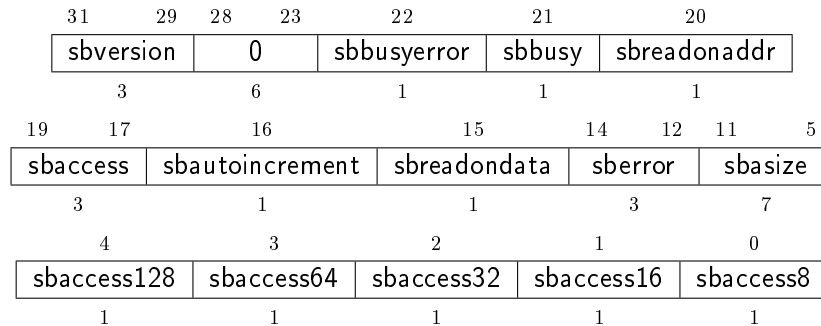 31 29 28 23 22 21 20
sbversion 0 sbbusyerror sbbusy sbreadonaddr
3 6 1 1 1
19 17 16 15 14 12 11 5
sbaccess sbautoincrement sbreadondata sberror sbasize
3 1 1 3 7
4 3 2 1 0
sbaccess128 sbaccess64 sbaccess32 sbaccess16 sbaccess8
1 1 1 1 1